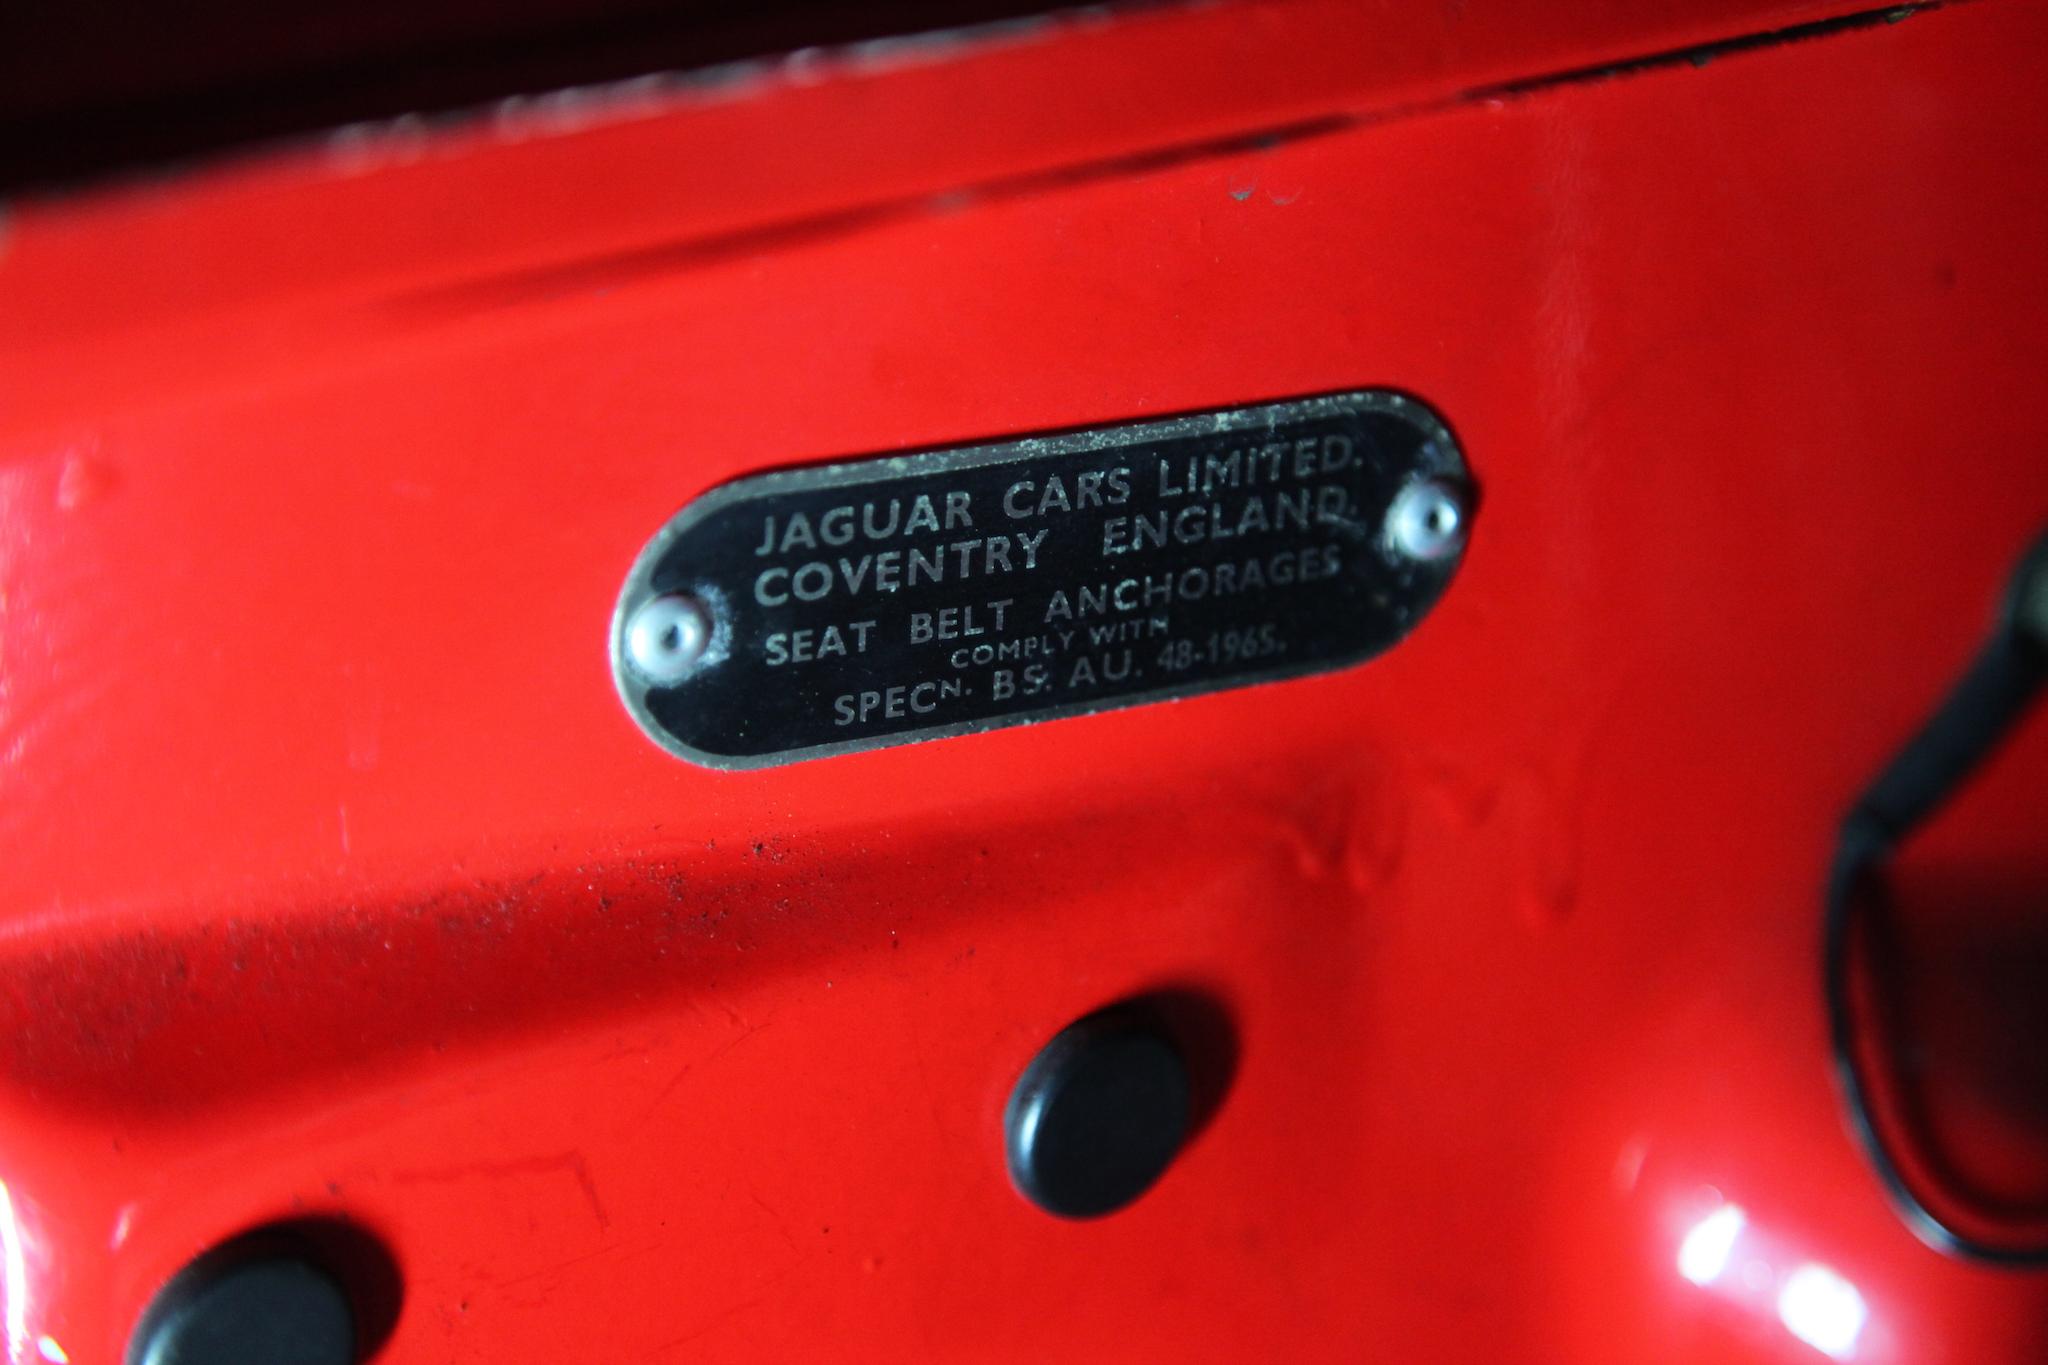 JAGUAR CARS LIMITED.
COVENTRY ENGLAND.
SEAT BELT ANCHORAGES
COMPLY WITH
SPECN. BS. AU. 48-1965.